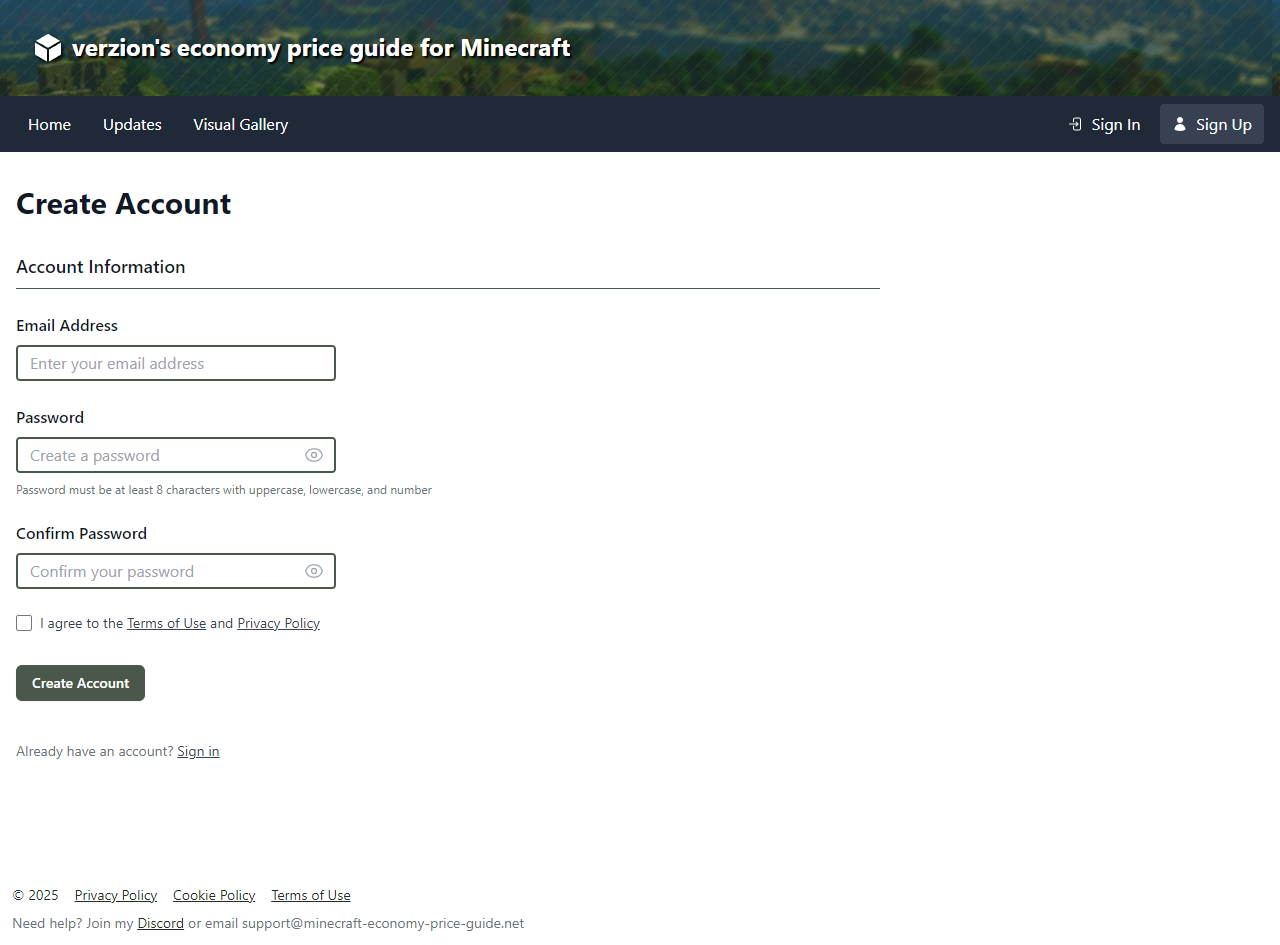 verzion's economy price guide for Minecraft
Home Updates Visual Gallery Sign In Sign Up
Create Account
Account Information
Email Address
Enter your email address
Password
Create a password
Password must be at least 8 characters with uppercase, lowercase, and number
Confirm Password
Confirm your password
I agree to the Terms of Use and Privacy Policy
Create Account
Already have an account? Sign in
© 2025 Privacy Policy Cookie Policy Terms of Use
Need help? Join my Discord or email support@minecraft-economy-price-guide.net